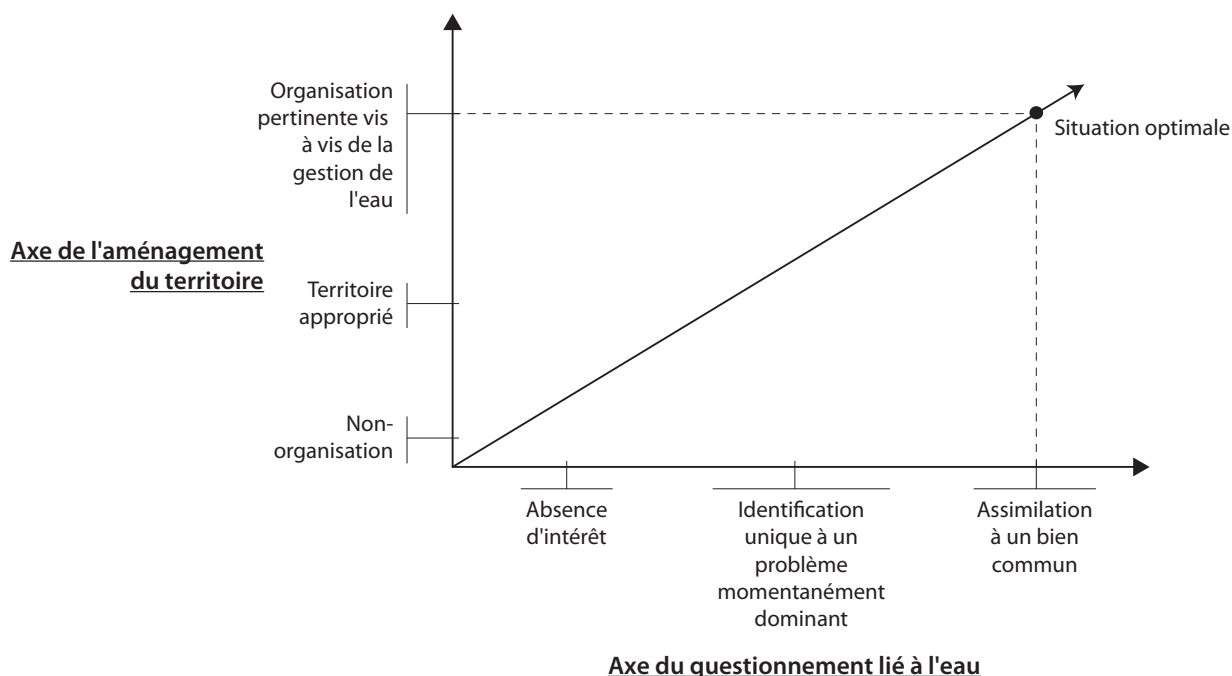 Organisation
pertinente vis
à vis de la
gestion de
l'eau
Situation optimale
Axe de l'aménagement
du territoire
Territoire
approprié
Non-
organisation
Absence
d'intérêt
Identification
unique à un
problème
momentanément
dominant
Assimilation
à un bien
commun
Axe du questionnement lié à l'eau